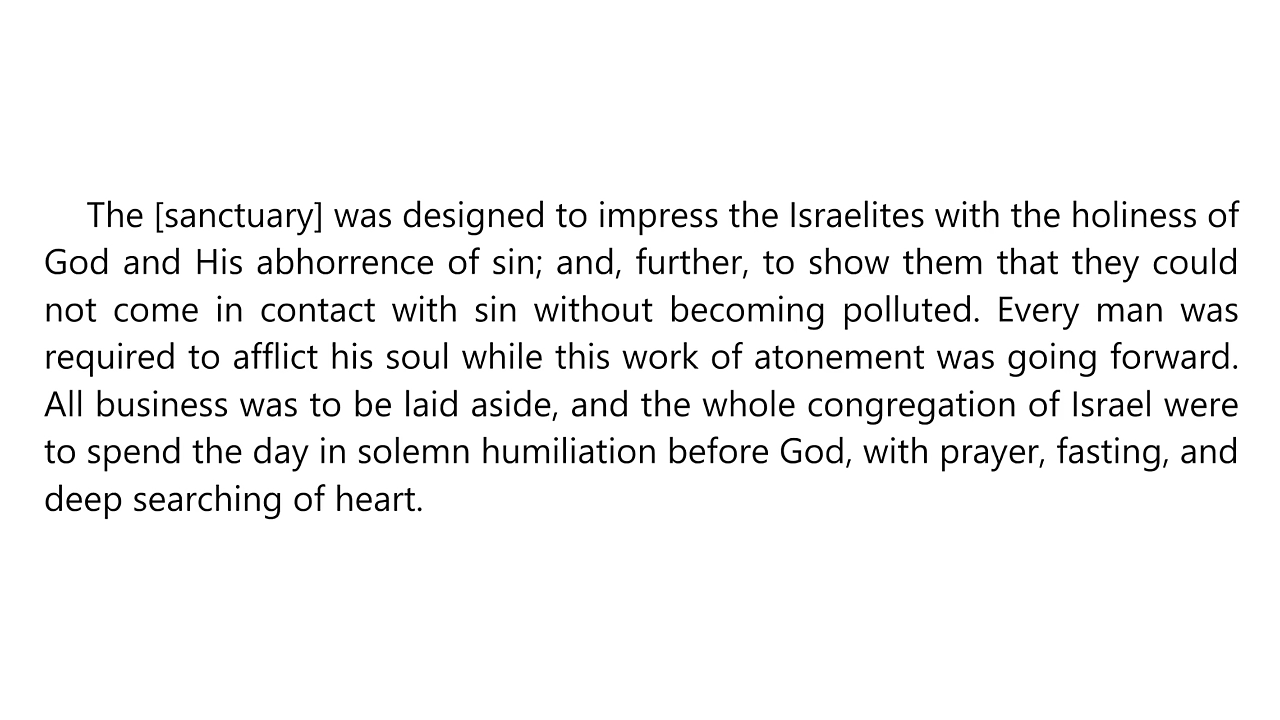 The [sanctuary] was designed to impress the Israelites with the holiness of
God and His abhorrence of sin; and, further, to show them that they could
not come in contact with sin without becoming polluted. Every man was
required to afflict his soul while this work of atonement was going forward.
All business was to be laid aside, and the whole congregation of Israel were
to spend the day in solemn humiliation before God, with prayer, fasting, and
deep searching of heart.